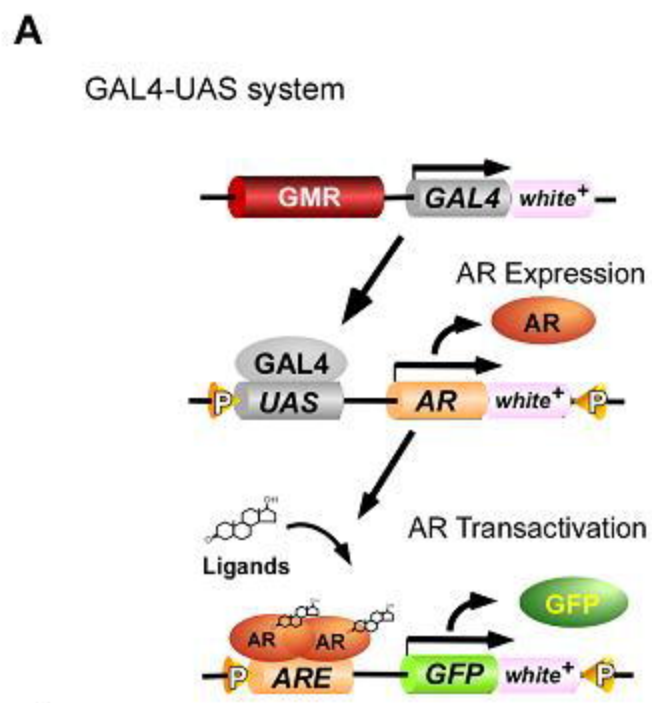 A
GAL4-UAS system
GMR GAL4 white+
AR Expression
AR
GAL4
P UAS AR white+ P
OH
O
Ligands
AR Transactivation
GFP
AR AR
P ARE GFP white+ P